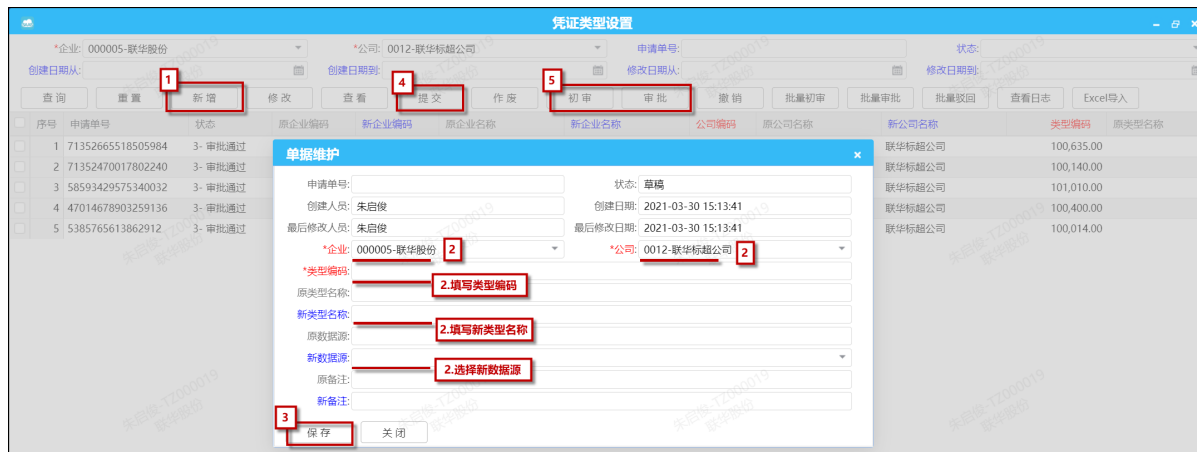 凭证类型设置
*企业: 000005-联华股份 *公司: 0012-联华标超公司 申请单号: 状态:
创建日期从: 创建日期到: 修改日期从: 修改日期到:
1 4 5
查询 重置 新增 修改 查看 提交 作废 初审 审批 撤销 批量初审 批量审批 批量驳回 查看日志 Excel导入
序号 申请单号 状态 原企业编码 新企业编码 原企业名称 新企业名称 公司编码 原公司名称 新公司名称 类型编码 原类型名称
1 71352665518505984 3- 审批通过 联华标超公司 100,635.00
2 71352470017802240 3- 审批通过 联华标超公司 100,140.00
3 58593429575340032 3- 审批通过 联华标超公司 101,010.00
4 47014678903259136 3- 审批通过 联华标超公司 100,400.00
5 5385765613862912 3- 审批通过 联华标超公司 100,014.00
单据维护 ×
申请单号: 状态: 草稿
创建人员: 朱启俊 创建日期: 2021-03-30 15:13:41
最后修改人员: 朱启俊 最后修改日期: 2021-03-30 15:13:41
*企业: 000005-联华股份 2 *公司: 0012-联华标超公司 2
*类型编码:
2.填写类型编码
原类型名称:
新类型名称:
2.填写新类型名称
原数据源:
新数据源:
2.选择新数据源
原备注:
新备注:
3
保存 关闭
朱启俊-TZ000019
联华股份